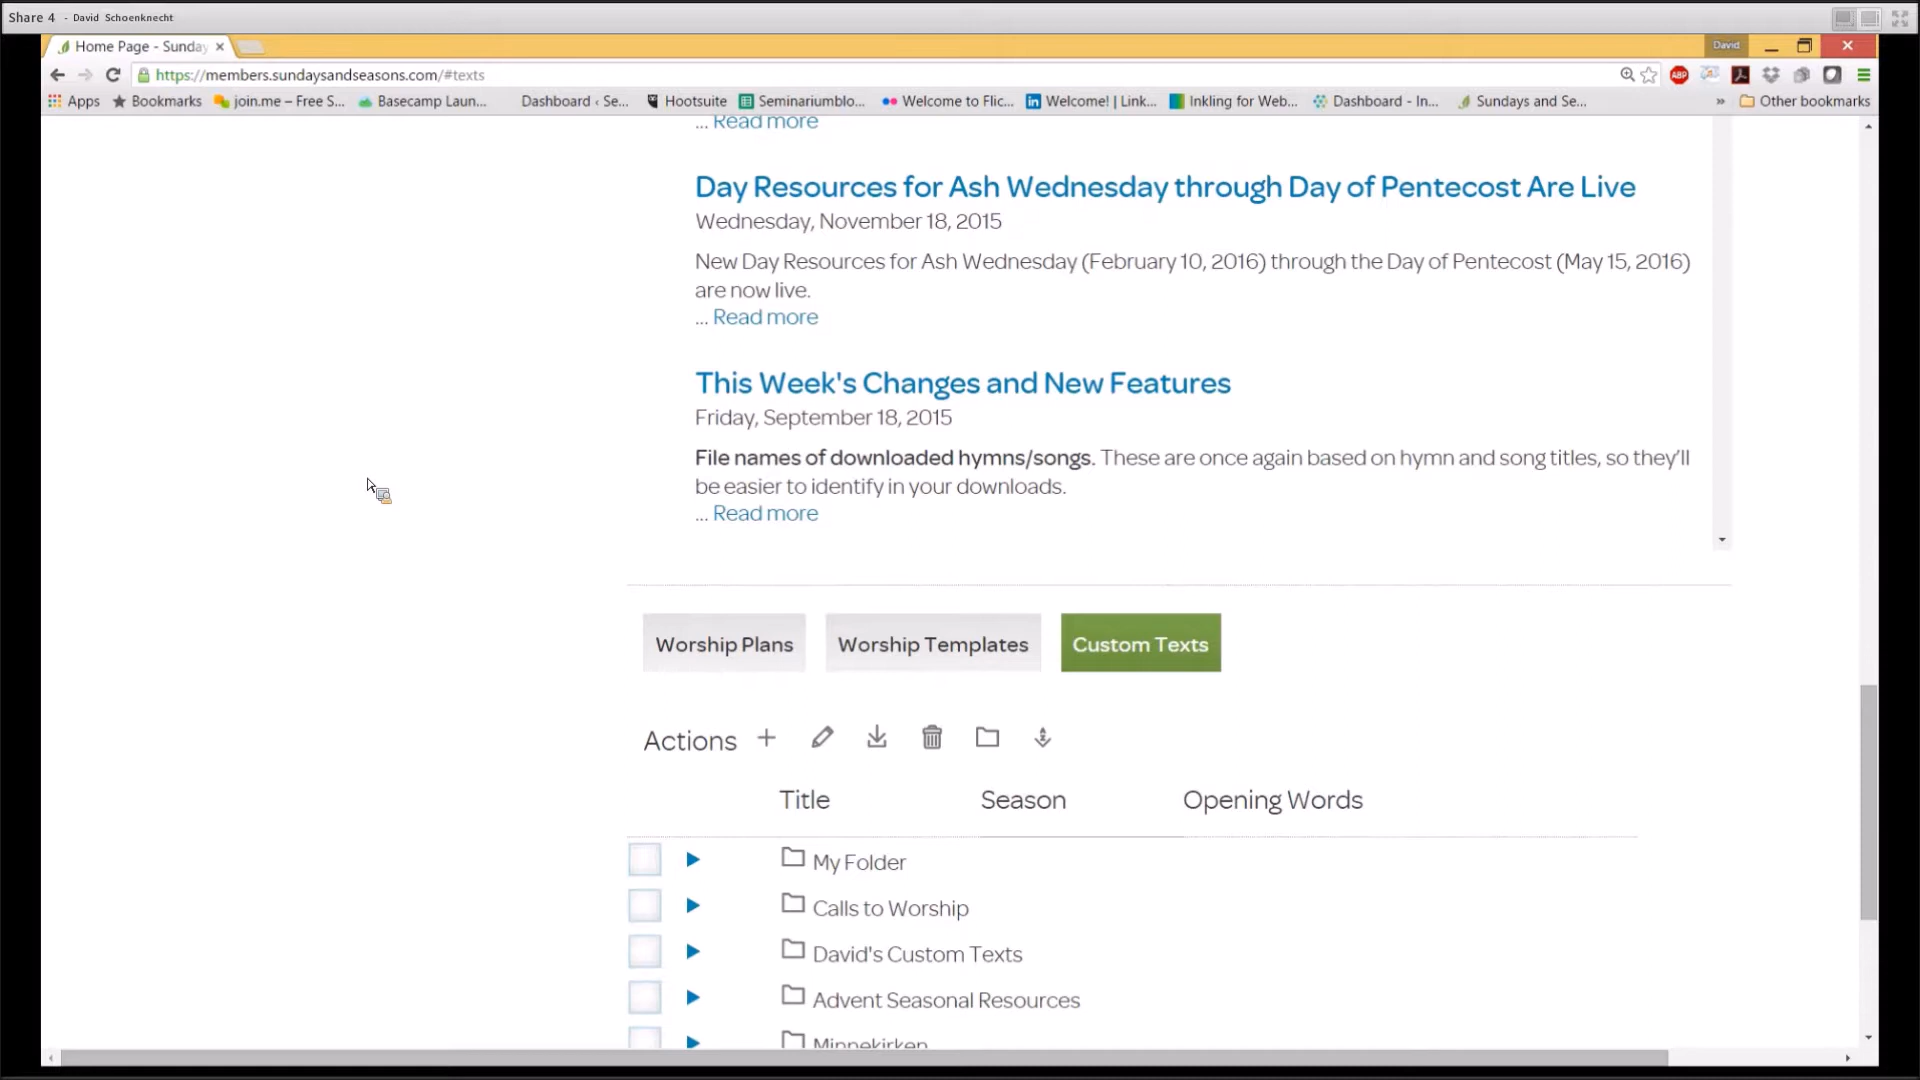 Share 4 - David Schoenknecht
Home Page - Sunday
David
https://members.sundaysandseasons.com/#texts
ABP
Apps Bookmarks join.me – Free S... Basecamp Laun... Dashboard ‹ Se... Hootsuite Seminariumblo... Welcome to Flic... Welcome! | Link... Inkling for Web... Dashboard - In... Sundays and Se... » Other bookmarks
... Read more
Day Resources for Ash Wednesday through Day of Pentecost Are Live
Wednesday, November 18, 2015
New Day Resources for Ash Wednesday (February 10, 2016) through the Day of Pentecost (May 15, 2016)
are now live.
... Read more
This Week's Changes and New Features
Friday, September 18, 2015
File names of downloaded hymns/songs. These are once again based on hymn and song titles, so they'll
be easier to identify in your downloads.
... Read more
Worship Plans Worship Templates Custom Texts
Actions
Title Season Opening Words
My Folder
Calls to Worship
David's Custom Texts
Advent Seasonal Resources
Minnekirken